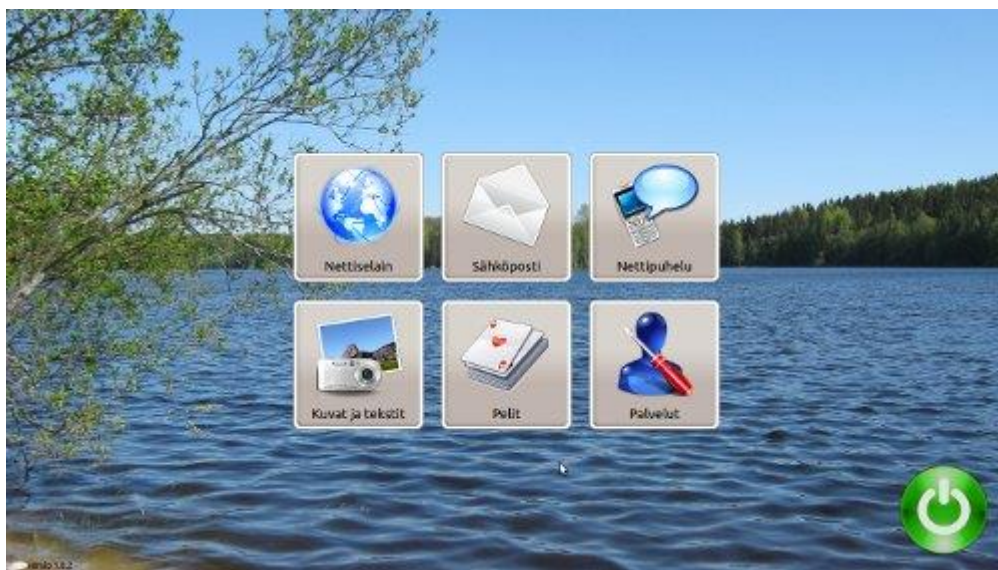 Nettiselain
Sähköposti
Nettipuhelu
Kuvat ja tekstit
Pelit
Palvelut